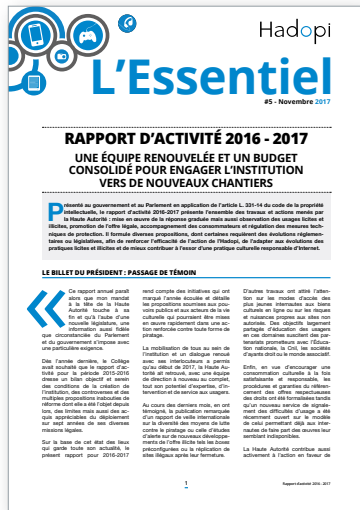 Hadopi
L'Essentiel
#5 - Novembre 2017
RAPPORT D'ACTIVITÉ 2016 - 2017
UNE ÉQUIPE RENOUVELÉE ET UN BUDGET
CONSOLIDÉ POUR ENGAGER L'INSTITUTION
VERS DE NOUVEAUX CHANTIERS
Présenté au gouvernement et au Parlement en application de l'article L. 331-14 du code de la propriété
intellectuelle, le rapport d'activité 2016-2017 présente l'ensemble des travaux et actions menés par
la Haute Autorité : mise en œuvre de la réponse graduée mais aussi observation des usages licites et
illicites, promotion de l'offre légale, accompagnement des consommateurs et régulation des mesures tech-
niques de protection. Il formule diverses propositions, dont certaines requièrent des évolutions réglemen-
taires ou législatives, afin de renforcer l'efficacité de l'action de l'Hadopi, de l'adapter aux évolutions des
pratiques licites et illicites et de mieux contribuer à l'essor d'une pratique culturelle responsable d'Internet.
LE BILLET DU PRÉSIDENT : PASSAGE DE TÉMOIN
Ce rapport annuel paraît
alors que mon mandat
à la tête de la Haute
Autorité touche à sa
fin et qu'à l'aube d'une
nouvelle législature, une
information aussi fidèle
que circonstanciée du Parlement
et du gouvernement s'impose avec
une particulière exigence.
Dès l'année dernière, le Collège
avait souhaité que le rapport d'ac-
tivité pour la période 2015-2016
dresse un bilan objectif et serein
des conditions de la création de
l'institution, des controverses et des
multiples propositions inabouties de
réforme dont elle a été l'objet depuis
lors, des limites mais aussi des ac-
quis appréciables du déploiement
sur sept années de ses diverses
missions légales.
Sur la base de cet état des lieux
qui garde toute son actualité, le
présent rapport pour 2016-2017
rend compte des initiatives qui ont
marqué l'année écoulée et détaille
les propositions soumises aux pou-
voirs publics et aux acteurs de la vie
culturelle qui pourraient être mises
en œuvre rapidement dans une ac-
tion renforcée contre toute forme de
piratage.
La mobilisation de tous au sein de
l'institution et un dialogue renoué
avec ses interlocuteurs a permis
qu'au début de 2017, la Haute Au-
torité ait retrouvé, avec une équipe
de direction à nouveau au complet,
tout son potentiel d'expertise, d'in-
tervention et de service aux usagers.
Au cours des derniers mois, en ont
témoigné, la publication remarquée
d'un rapport de veille internationale
sur la diversité des moyens de lutte
contre le piratage ou celle d'études
d'alerte sur de nouveaux développe-
ments de l'offre illicite tels les boxes
préconfigurées ou la réplication de
sites illégaux après leur fermeture.
D'autres travaux ont attiré l'atten-
tion sur les modes d'accès des
plus jeunes internautes aux biens
culturels en ligne ou sur les risques
et nuisances propres aux sites non
autorisés. Des objectifs largement
partagés d'éducation des usagers
en ces domaines suscitent des par-
tenariats prometteurs avec l'Éduca-
tion nationale, la CNIL, les sociétés
d'ayants droit ou le monde associatif.
Enfin, en vue d'encourager une
consommation culturelle à la fois
satisfaisante et responsable, les
procédures et garanties du référen-
cement des offres respectueuses
des droits ont été formalisées tandis
qu'un nouveau service de signale-
ment des difficultés d'usage a été
récemment ouvert sur le modèle
de celui permettant déjà aux inter-
nautes de faire part des œuvres leur
semblant indisponibles.
La Haute Autorité contribue aussi
activement à l'action en faveur de
1
Rapport d'activité 2016 - 2017